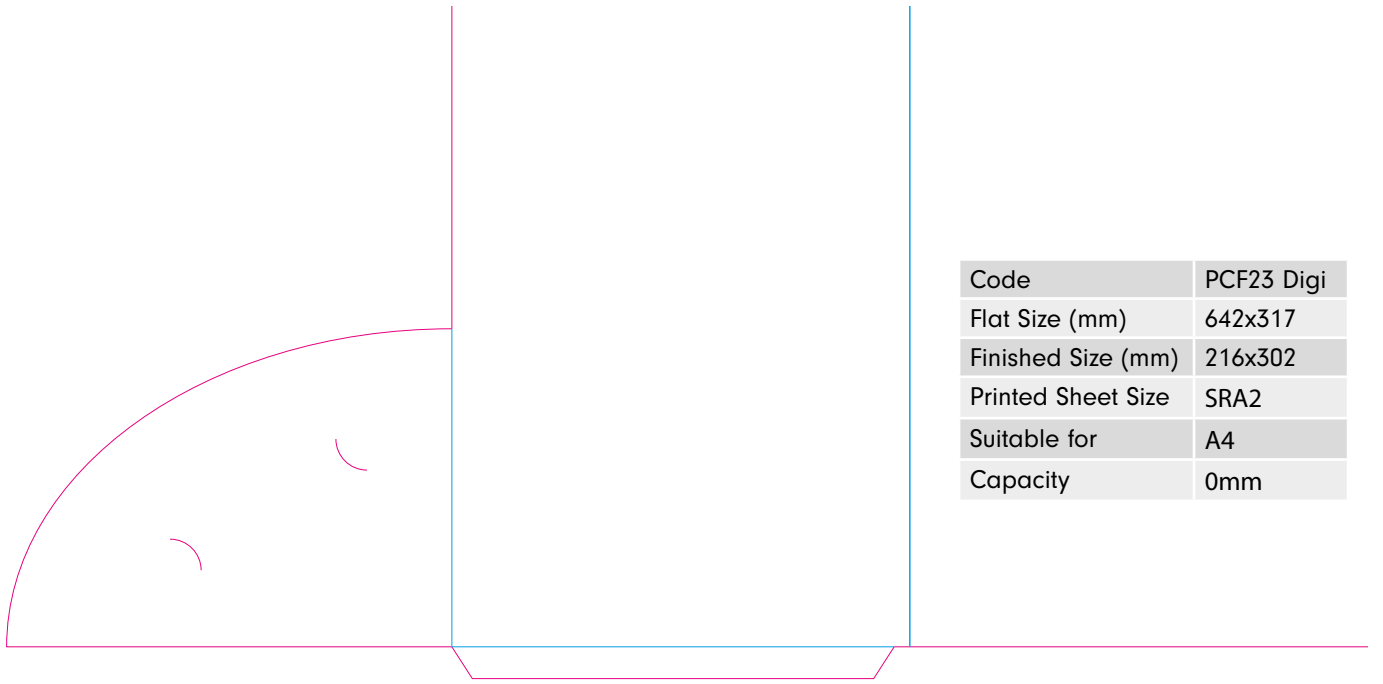 Code PCF23 Digi
Flat Size (mm) 642x317
Finished Size (mm) 216x302
Printed Sheet Size SRA2
Suitable for A4
Capacity 0mm